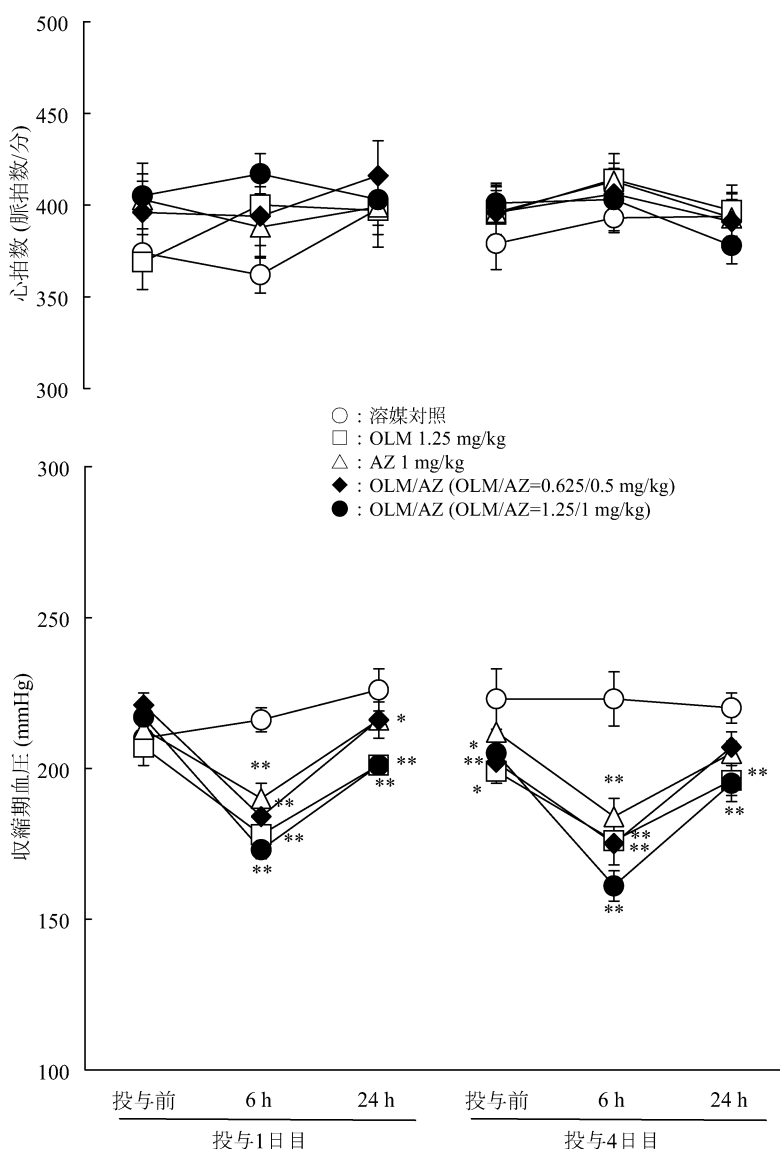 500
450
400
350
300
心拍数 (脈拍数/分)
○ : 溶媒対照
□ : OLM 1.25 mg/kg
△ : AZ 1 mg/kg
◆ : OLM/AZ (OLM/AZ=0.625/0.5 mg/kg)
● : OLM/AZ (OLM/AZ=1.25/1 mg/kg)
300
250
200
150
100
収縮期血圧 (mmHg)
*
**
**
**
**
**
**
*
**
*
**
**
**
**
**
**
投与前 6 h 24 h 投与前 6 h 24 h
投与1日目 投与4日目